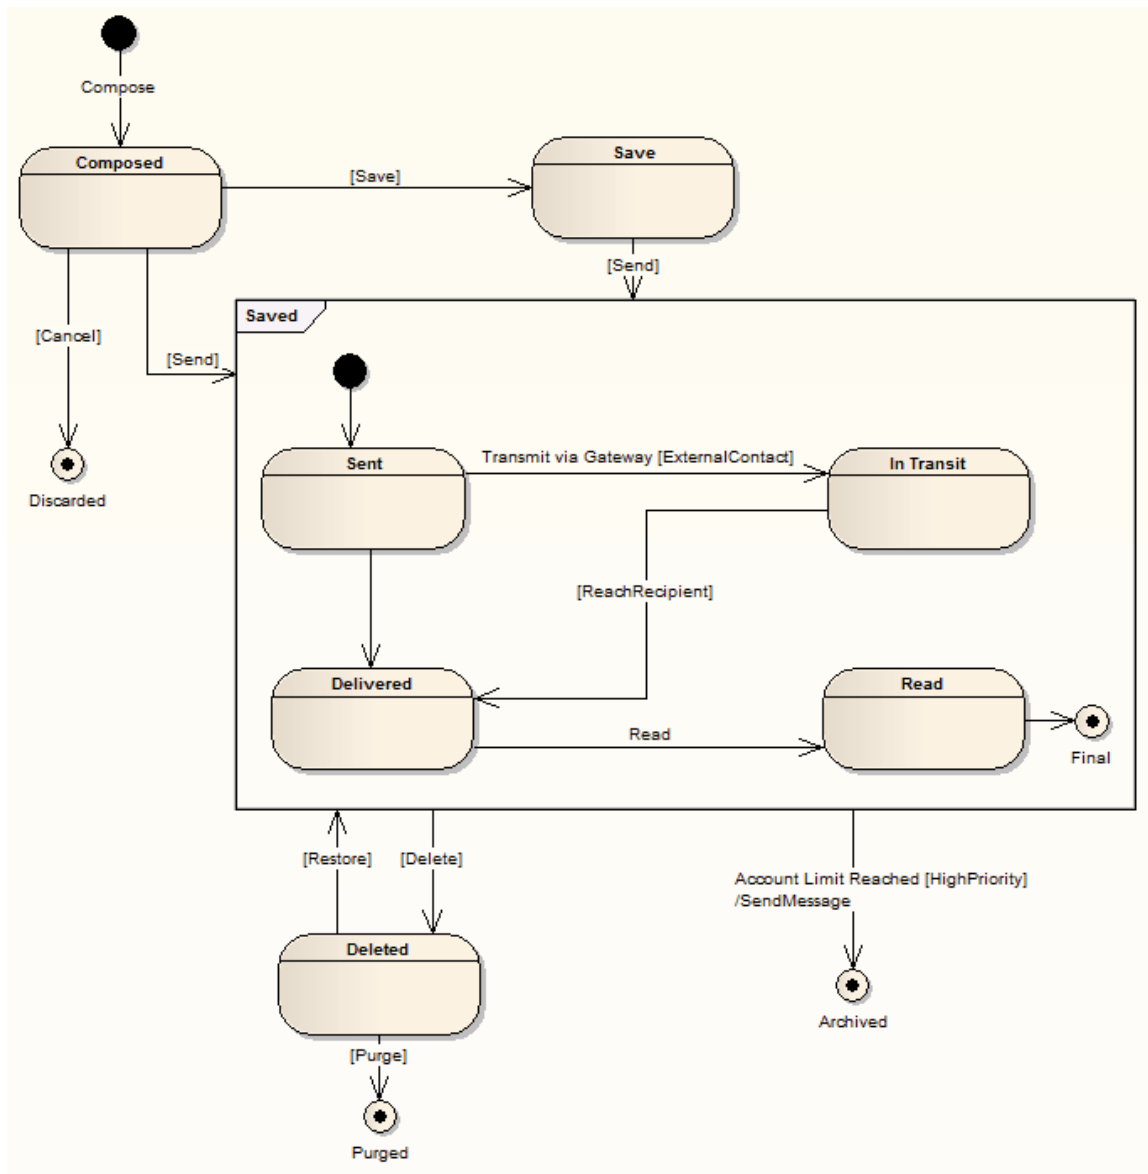 Compose
Composed
Save
[Save]
[Send]
Saved
[Cancel]
[Send]
Sent
Transmit via Gateway [ExternalContact]
In Transit
Discarded
[ReachRecipient]
Delivered
Read
Read
Final
[Restore]
[Delete]
Account Limit Reached [HighPriority]
/SendMessage
Deleted
Archived
[Purge]
Purged